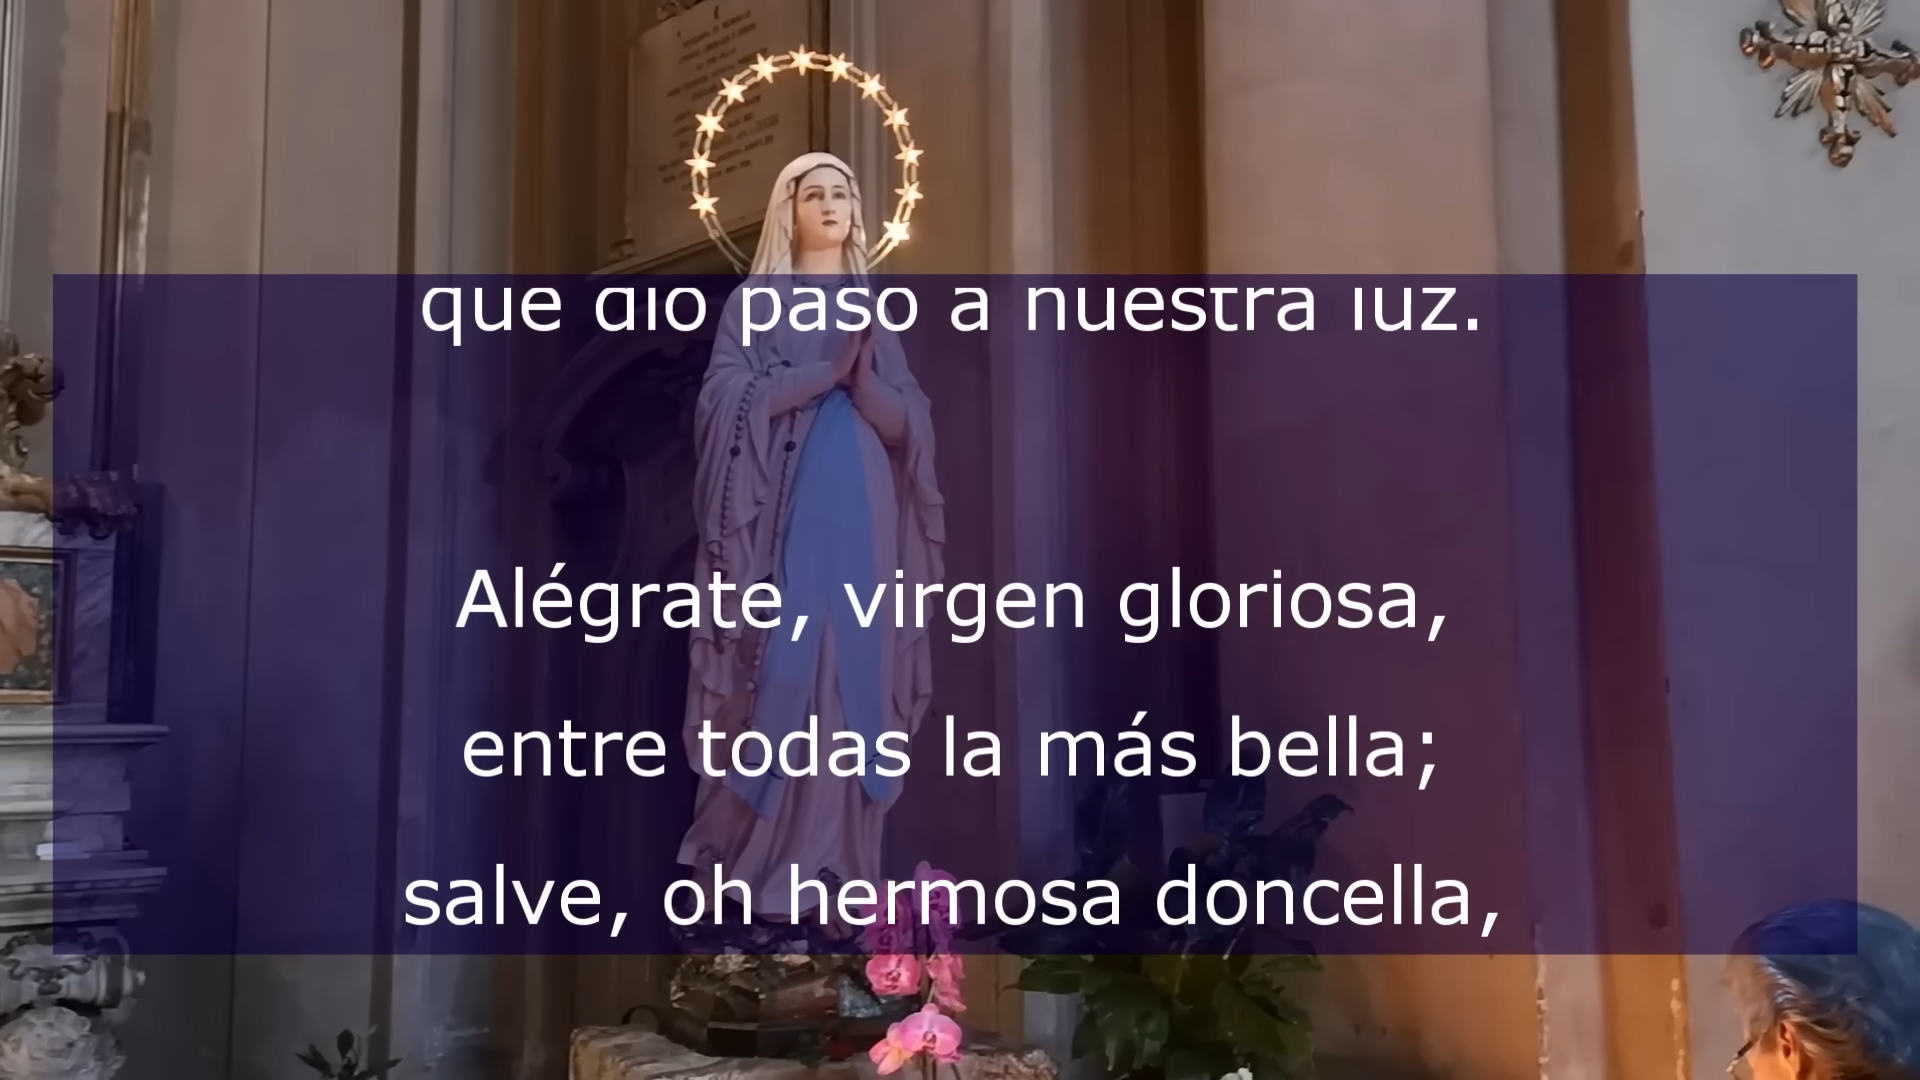 que dio paso a nuestra luz.
Alégrate, virgen gloriosa,
entre todas la más bella;
salve, oh hermosa doncella,